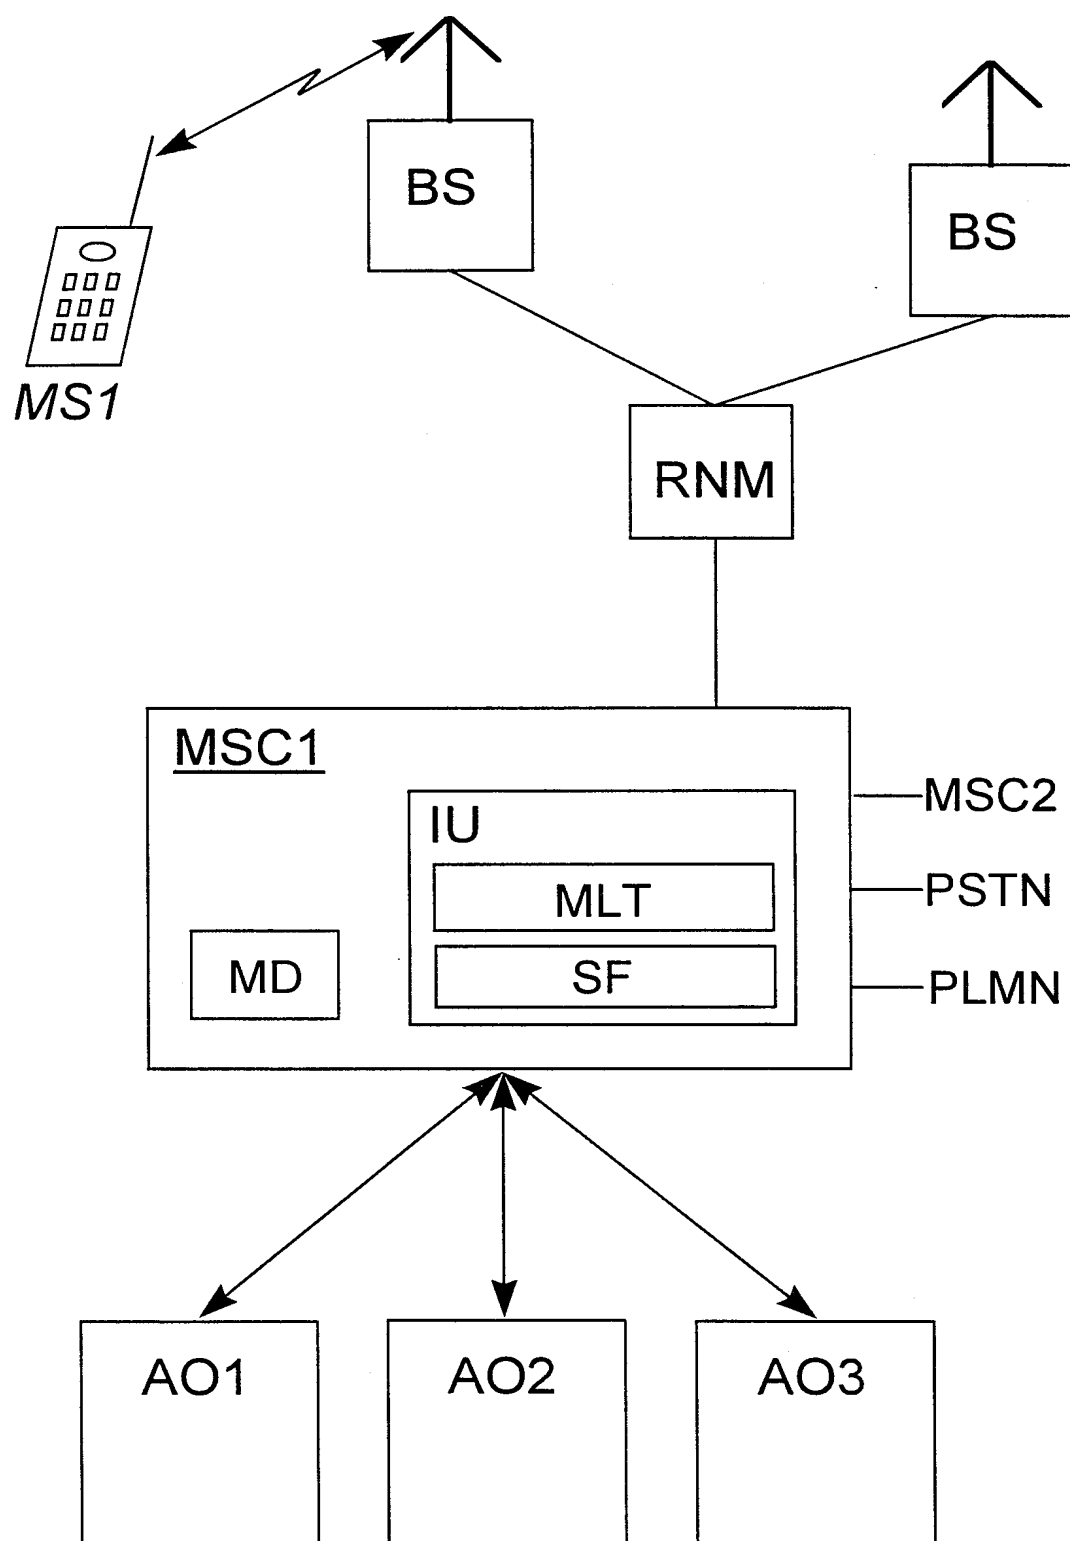 BS
BS
MS1
RNM
MSC1
MSC2
IU
MLT
PSTN
MD
SF
PLMN
AO1
AO2
AO3